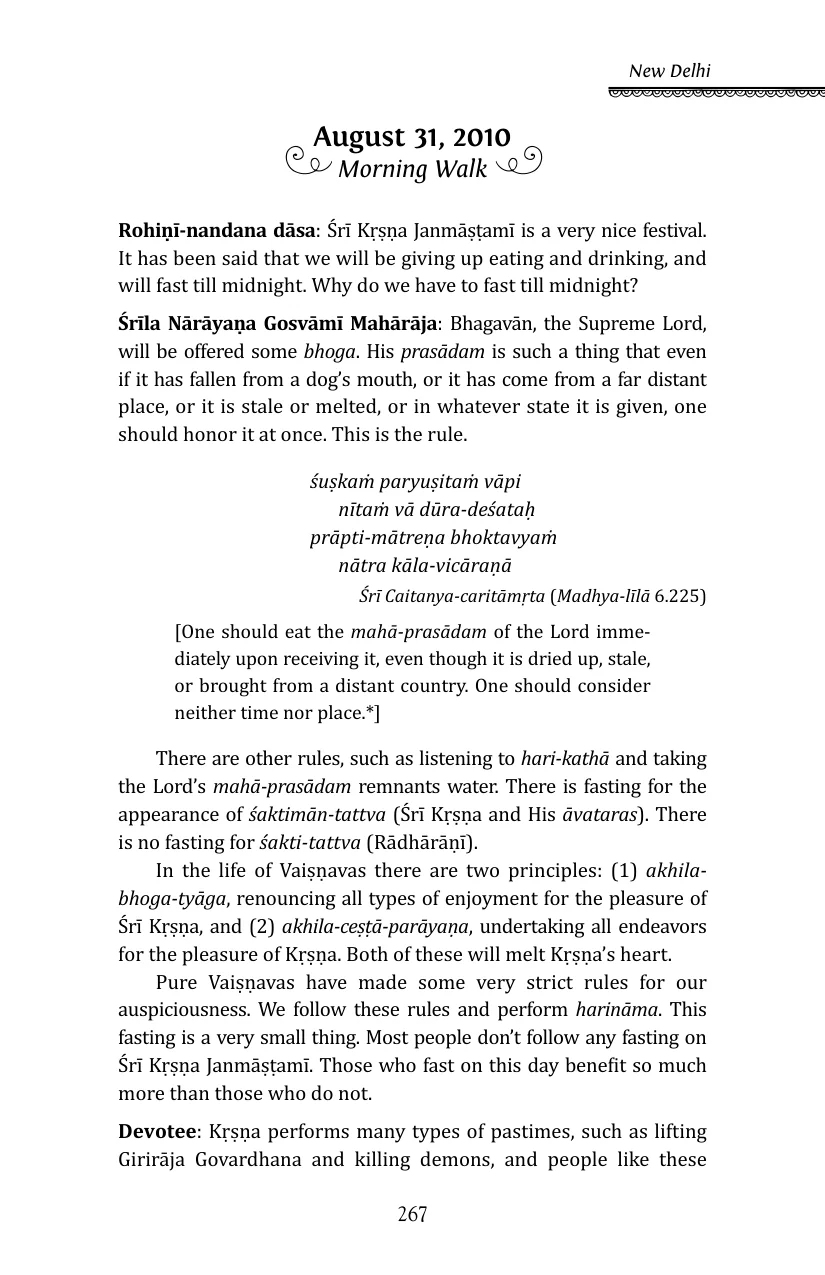 New Delhi
August 31, 2010
Morning Walk
Rohiṇī-nandana dāsa: Śrī Kṛṣṇa Janmāṣṭamī is a very nice festival.
It has been said that we will be giving up eating and drinking, and
will fast till midnight. Why do we have to fast till midnight?
Śrīla Nārāyaṇa Gosvāmī Mahārāja: Bhagavān, the Supreme Lord,
will be offered some bhoga. His prasādam is such a thing that even
if it has fallen from a dog’s mouth, or it has come from a far distant
place, or it is stale or melted, or in whatever state it is given, one
should honor it at once. This is the rule.
śuṣkaṁ paryuṣitaṁ vāpi
nītaṁ vā dūra-deśataḥ
prāpti-mātreṇa bhoktavyaṁ
nātra kāla-vicāraṇā
Śrī Caitanya-caritāmṛta (Madhya-līlā 6.225)
[One should eat the mahā-prasādam of the Lord imme-
diately upon receiving it, even though it is dried up, stale,
or brought from a distant country. One should consider
neither time nor place.*]
There are other rules, such as listening to hari-kathā and taking
the Lord’s mahā-prasādam remnants water. There is fasting for the
appearance of śaktimān-tattva (Śrī Kṛṣṇa and His āvataras). There
is no fasting for śakti-tattva (Rādhārāṇī).
In the life of Vaiṣṇavas there are two principles: (1) akhila-
bhoga-tyāga, renouncing all types of enjoyment for the pleasure of
Śrī Kṛṣṇa, and (2) akhila-ceṣṭā-parāyaṇa, undertaking all endeavors
for the pleasure of Kṛṣṇa. Both of these will melt Kṛṣṇa’s heart.
Pure Vaiṣṇavas have made some very strict rules for our
auspiciousness. We follow these rules and perform harināma. This
fasting is a very small thing. Most people don’t follow any fasting on
Śrī Kṛṣṇa Janmāṣṭamī. Those who fast on this day benefit so much
more than those who do not.
Devotee: Kṛṣṇa performs many types of pastimes, such as lifting
Girirāja Govardhana and killing demons, and people like these
267